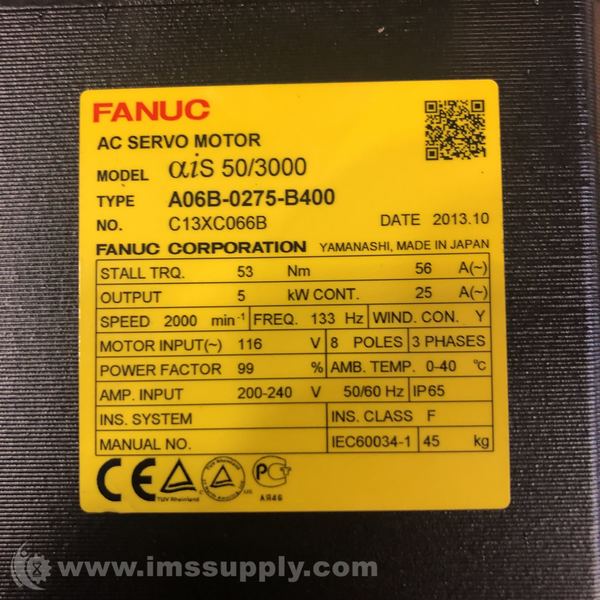 FANUC
AC SERVO MOTOR
MODEL αiS 50/3000
TYPE A06B-0275-B400
NO. C13XC066B DATE 2013.10
FANUC CORPORATION YAMANASHI, MADE IN JAPAN
STALL TRQ. 53 Nm 56 A(~)
OUTPUT 5 kW CONT. 25 A(~)
SPEED 2000 min⁻¹ FREQ. 133 Hz WIND. CON. Y
MOTOR INPUT(~) 116 V 8 POLES 3 PHASES
POWER FACTOR 99 % AMB. TEMP. 0-40 °C
AMP. INPUT 200-240 V 50/60 Hz IP65
INS. SYSTEM INS. CLASS F
MANUAL NO. IEC60034-1 45 kg
CE
TÜV Rheinland
US
АЯ46
www.imssupply.com